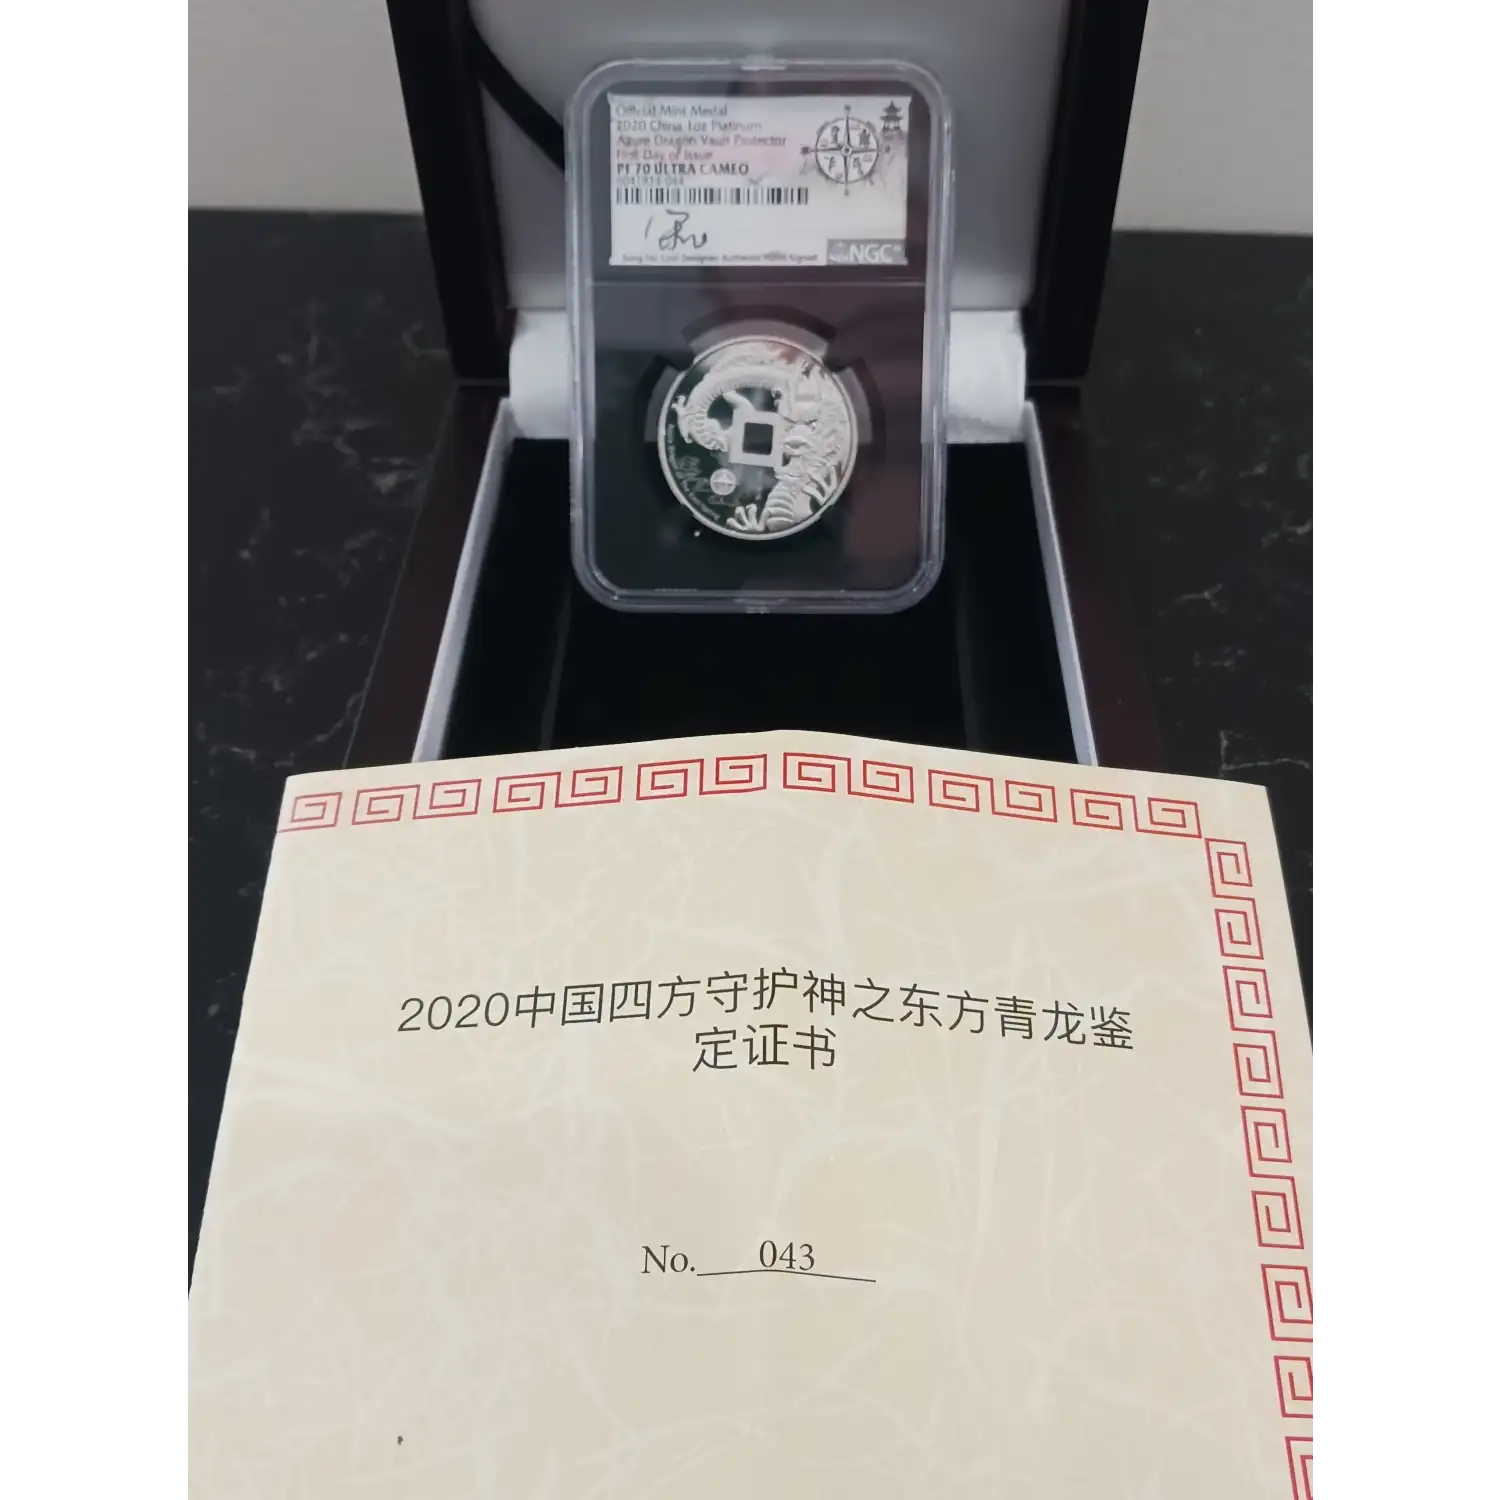 Official Mint Medal
2020 China 1oz Platinum
Azure Dragon Vault Protector
First Day of Issue
PF 70 ULTRA CAMEO
NGC
2020中国四方守护神之东方青龙鉴
定证书
No. 043